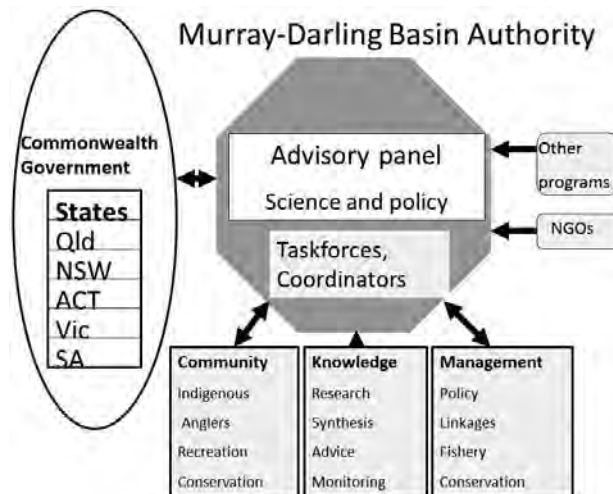 Murray-Darling Basin Authority
Commonwealth
Government
States
Qld
NSW
ACT
Vic
SA
Advisory panel
Science and policy
Taskforces,
Coordinators
Other
programs
NGOs
Community
Indigenous
Anglers
Recreation
Conservation
Knowledge
Research
Synthesis
Advice
Monitoring
Management
Policy
Linkages
Fishery
Conservation